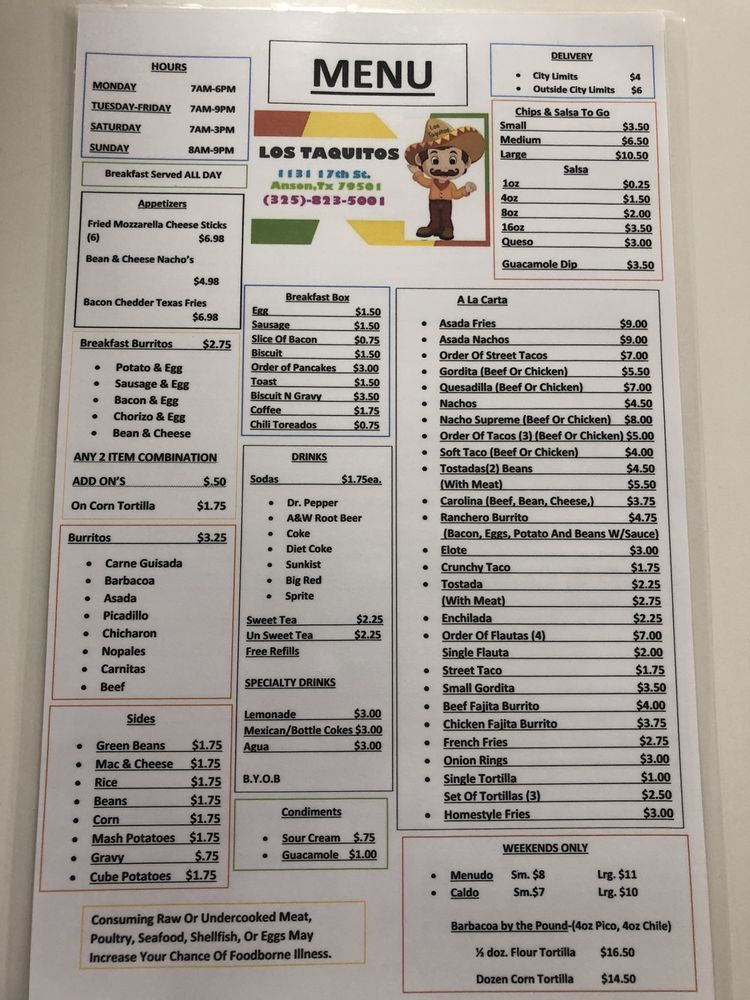 HOURS
MONDAY 7AM-6PM
TUESDAY-FRIDAY 7AM-9PM
SATURDAY 7AM-3PM
SUNDAY 8AM-9PM
Breakfast Served ALL DAY
MENU
LOS TAQUITOS
1131 17th St.
Anson,Tx 79501
(325)-823-5001
Los Taquitos
DELIVERY
• City Limits $4
• Outside City Limits $6
Chips & Salsa To Go
Small $3.50
Medium $6.50
Large $10.50
Salsa
1oz $0.25
4oz $1.50
8oz $2.00
16oz $3.50
Queso $3.00
Guacamole Dip $3.50
Appetizers
Fried Mozzarella Cheese Sticks
(6) $6.98
Bean & Cheese Nacho's
$4.98
Bacon Chedder Texas Fries
$6.98
Breakfast Burritos $2.75
• Potato & Egg
• Sausage & Egg
• Bacon & Egg
• Chorizo & Egg
• Bean & Cheese
ANY 2 ITEM COMBINATION
ADD ON'S $.50
On Corn Tortilla $1.75
Burritos $3.25
• Carne Guisada
• Barbacoa
• Asada
• Picadillo
• Chicharon
• Nopales
• Carnitas
• Beef
Sides
• Green Beans $1.75
• Mac & Cheese $1.75
• Rice $1.75
• Beans $1.75
• Corn $1.75
• Mash Potatoes $1.75
• Gravy $.75
• Cube Potatoes $1.75
Breakfast Box
Egg $1.50
Sausage $1.50
Slice Of Bacon $0.75
Biscuit $1.50
Order of Pancakes $3.00
Toast $1.50
Biscuit N Gravy $3.50
Coffee $1.75
Chili Toreados $0.75
DRINKS
Sodas $1.75ea.
• Dr. Pepper
• A&W Root Beer
• Coke
• Diet Coke
• Sunkist
• Big Red
• Sprite
Sweet Tea $2.25
Un Sweet Tea $2.25
Free Refills
SPECIALTY DRINKS
Lemonade $3.00
Mexican/Bottle Cokes $3.00
Agua $3.00
B.Y.O.B
Condiments
• Sour Cream $.75
• Guacamole $1.00
A La Carta
• Asada Fries $9.00
• Asada Nachos $9.00
• Order Of Street Tacos $7.00
• Gordita (Beef Or Chicken) $5.50
• Quesadilla (Beef Or Chicken) $7.00
• Nachos $4.50
• Nacho Supreme (Beef Or Chicken) $8.00
• Order Of Tacos (3) (Beef Or Chicken) $5.00
• Soft Taco (Beef Or Chicken) $4.00
• Tostadas(2) Beans $4.50
(With Meat) $5.50
• Carolina (Beef, Bean, Cheese,) $3.75
• Ranchero Burrito $4.75
(Bacon, Eggs, Potato And Beans W/Sauce)
• Elote $3.00
• Crunchy Taco $1.75
• Tostada $2.25
(With Meat) $2.75
• Enchilada $2.25
• Order Of Flautas (4) $7.00
Single Flauta $2.00
• Street Taco $1.75
• Small Gordita $3.50
• Beef Fajita Burrito $4.00
• Chicken Fajita Burrito $3.75
• French Fries $2.75
• Onion Rings $3.00
• Single Tortilla $1.00
Set Of Tortillas (3) $2.50
• Homestyle Fries $3.00
WEEKENDS ONLY
• Menudo Sm. $8 Lrg. $11
• Caldo Sm.$7 Lrg. $10
Barbacoa by the Pound-(4oz Pico, 4oz Chile)
½ doz. Flour Tortilla $16.50
Dozen Corn Tortilla $14.50
Consuming Raw Or Undercooked Meat,
Poultry, Seafood, Shellfish, Or Eggs May
Increase Your Chance Of Foodborne Illness.